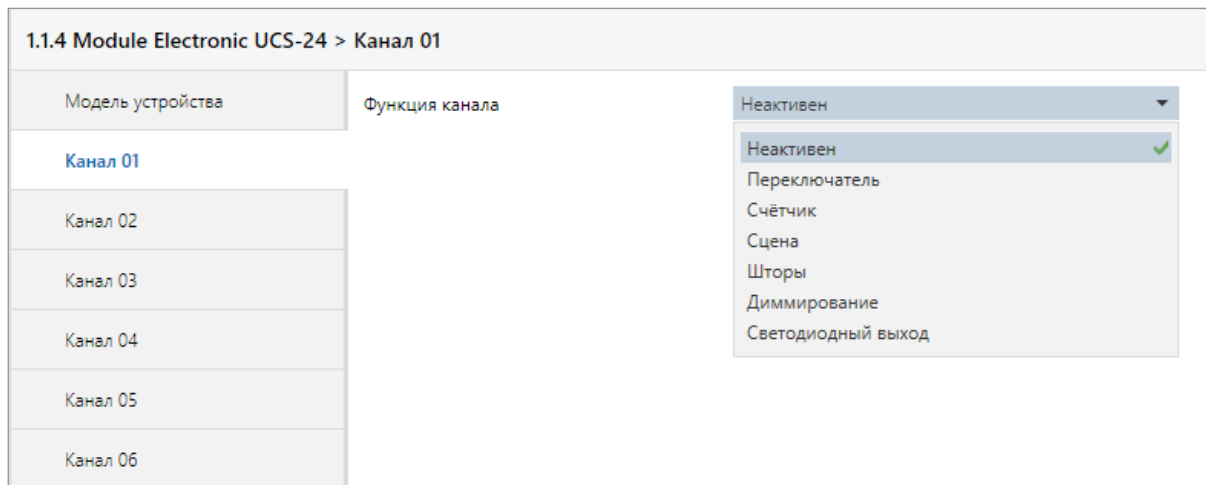 1.1.4 Module Electronic UCS-24 > Канал 01
Модель устройства
Функция канала
Неактивен
Неактивен
Переключатель
Счётчик
Сцена
Шторы
Диммирование
Светодиодный выход
Канал 01
Канал 02
Канал 03
Канал 04
Канал 05
Канал 06